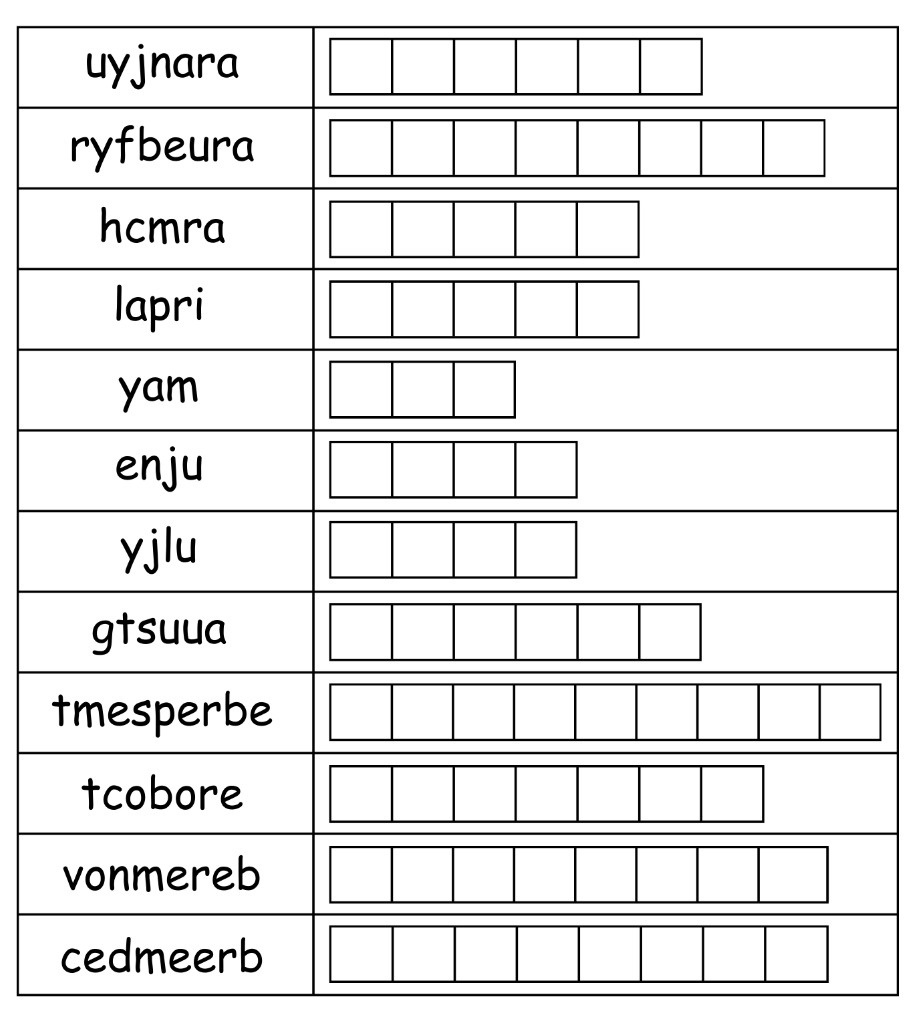 uyjnara
ryfbeura
hcmra
lapri
yam
enju
yjlu
gtsuua
tmesperbe
tcobore
vonmereb
cedmeerb